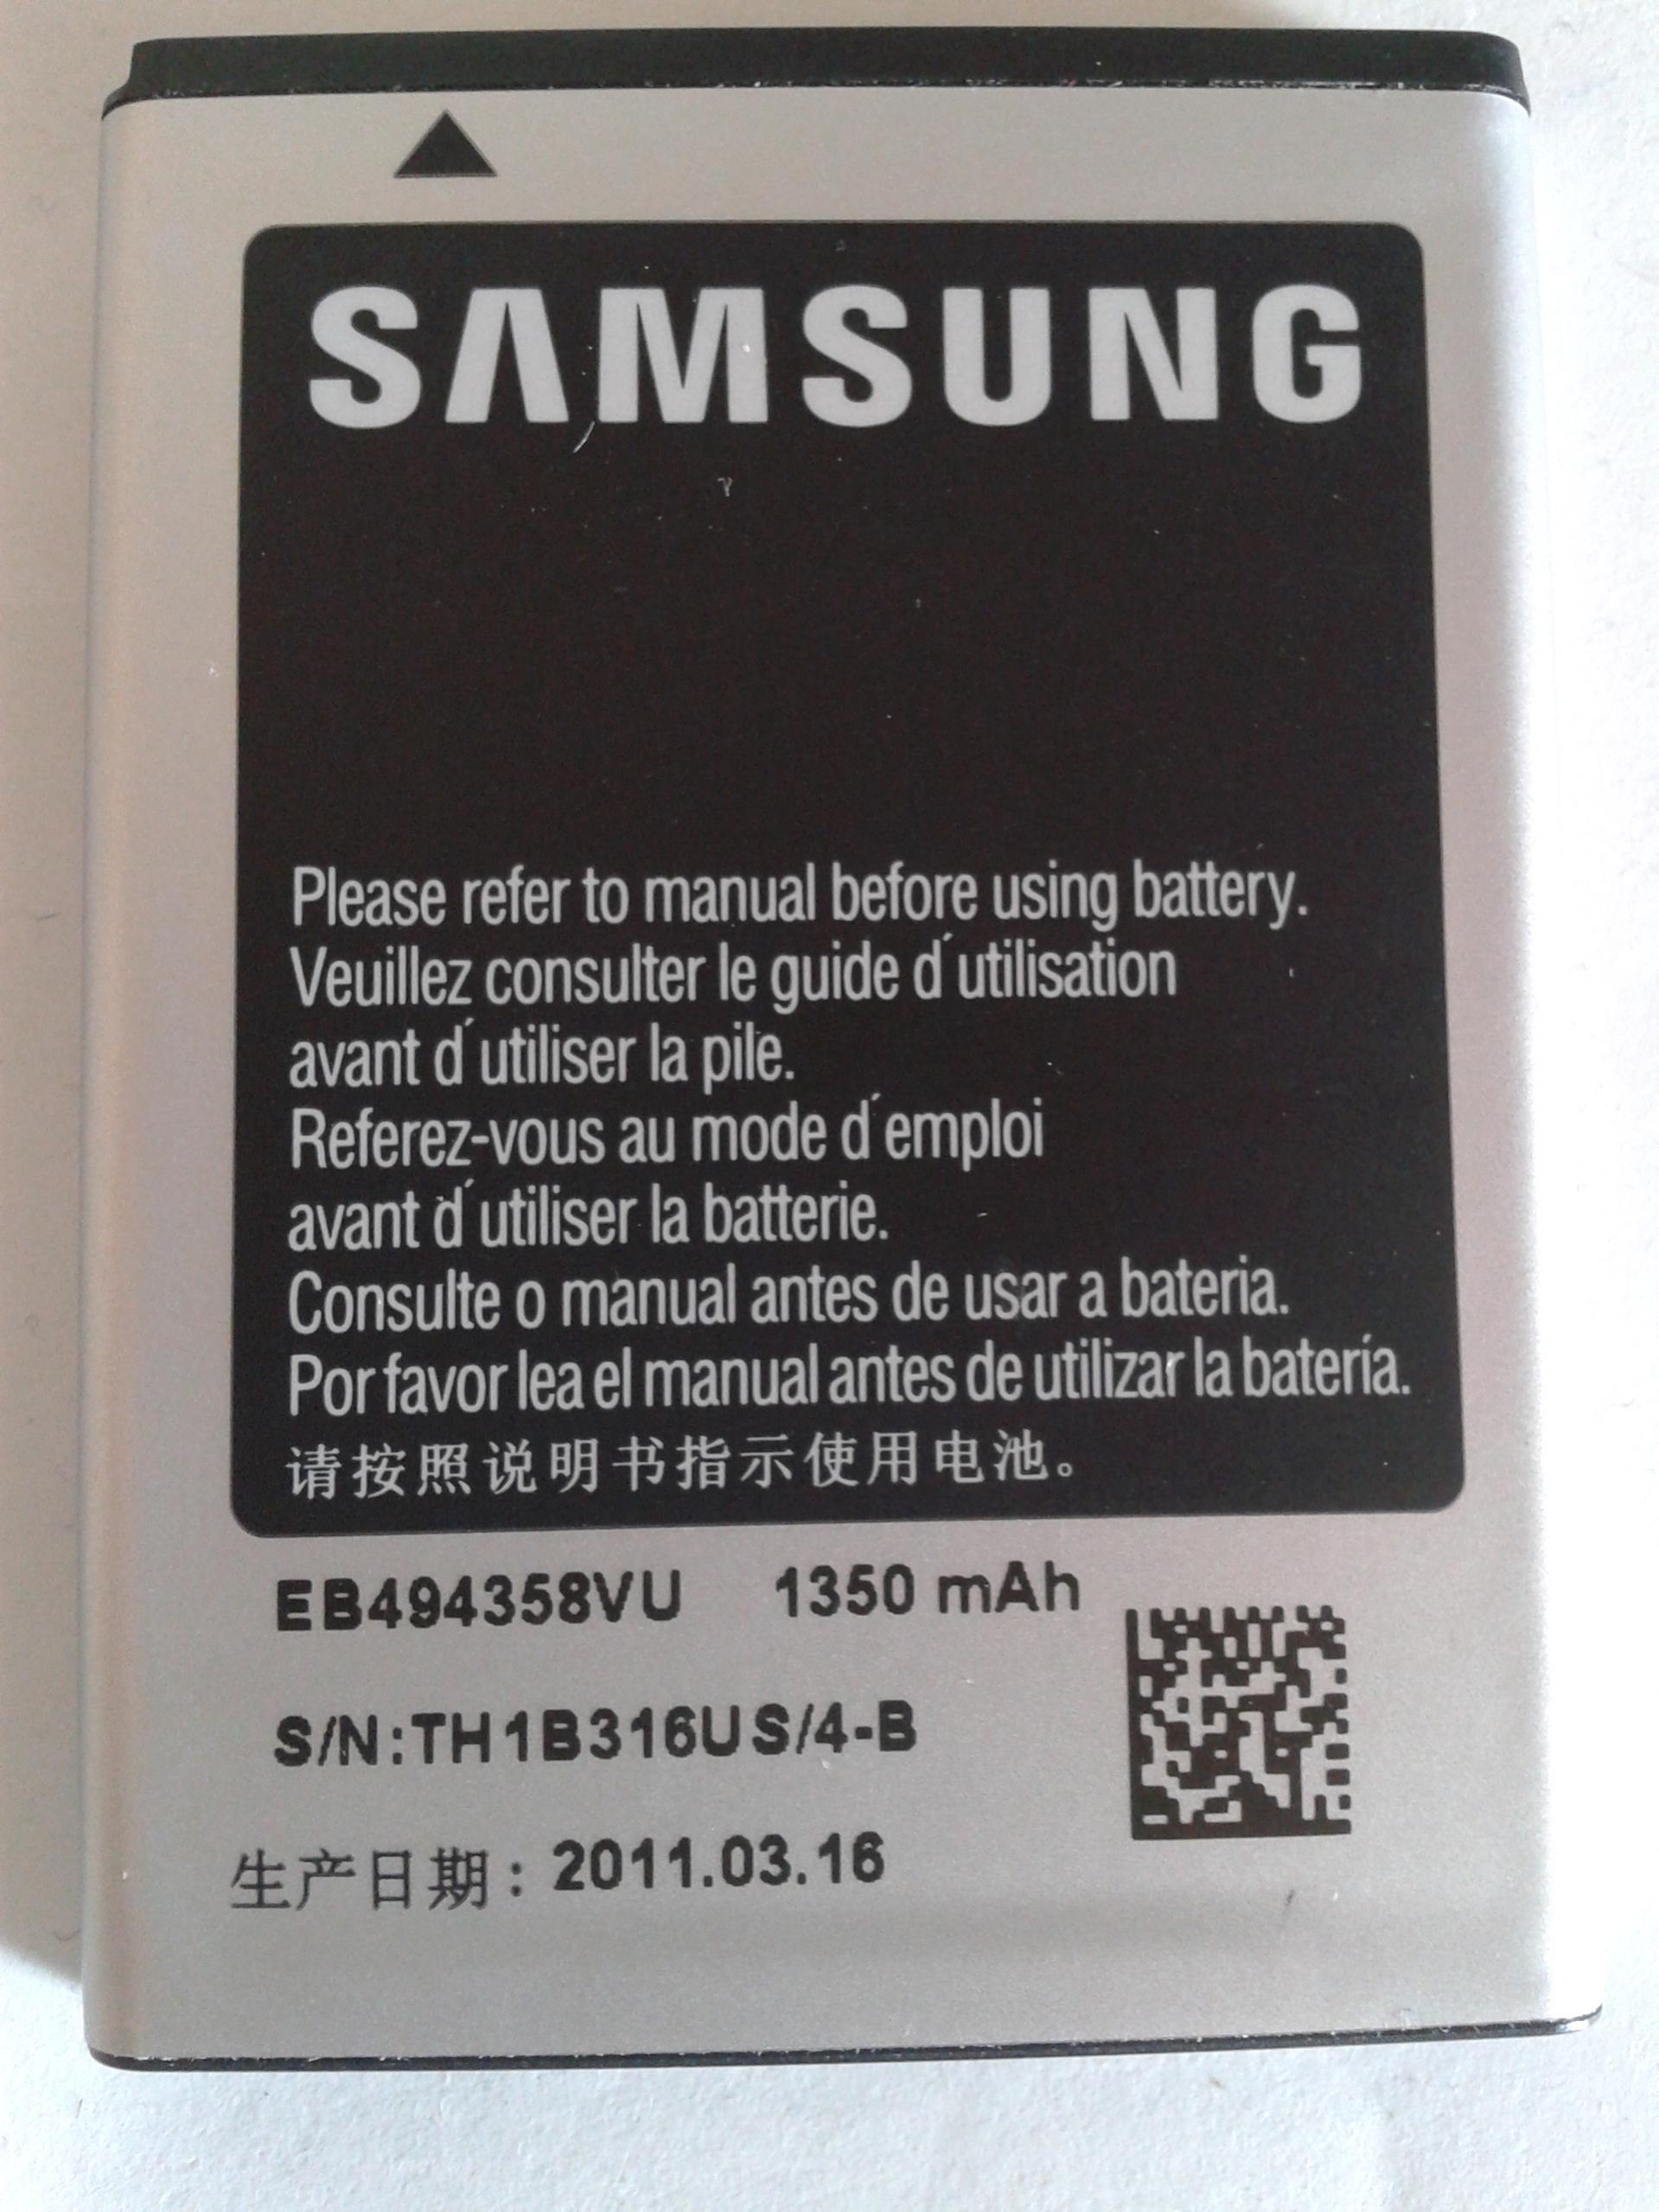 SAMSUNG
Please refer to manual before using battery.
Veuillez consulter le guide d´utilisation
avant d´utiliser la pile.
Referez-vous au mode d´emploi
avant d´utiliser la batterie.
Consulte o manual antes de usar a bateria.
Por favor lea el manual antes de utilizar la batería.
请按照说明书指示使用电池。
EB494358VU 1350 mAh
S/N:TH1B316US/4-B
生产日期: 2011.03.16